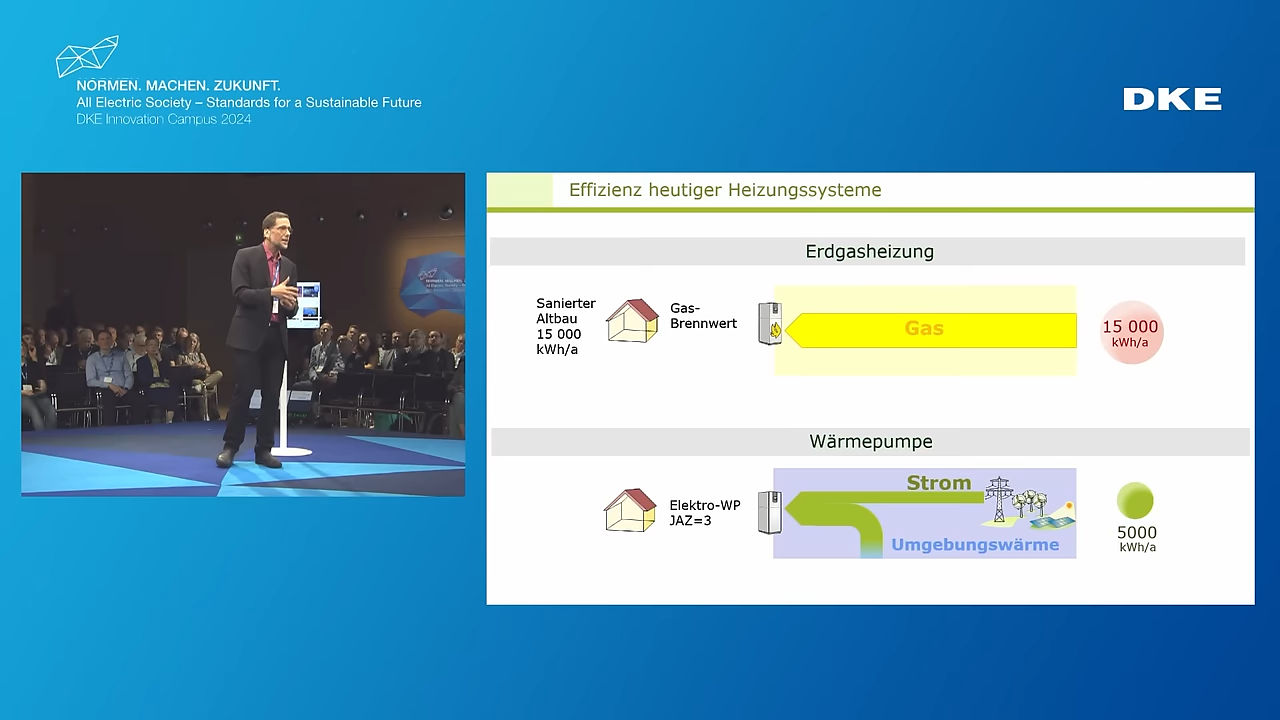 NORMEN. MACHEN. ZUKUNFT.
All Electric Society – Standards for a Sustainable Future
DKE Innovation Campus 2024
DKE
Effizienz heutiger Heizungssysteme
Erdgasheizung
Sanierter
Altbau
15 000
kWh/a
Gas-
Brennwert
Gas
15 000
kWh/a
Wärmepumpe
Elektro-WP
JAZ=3
Strom
Umgebungswärme
5000
kWh/a